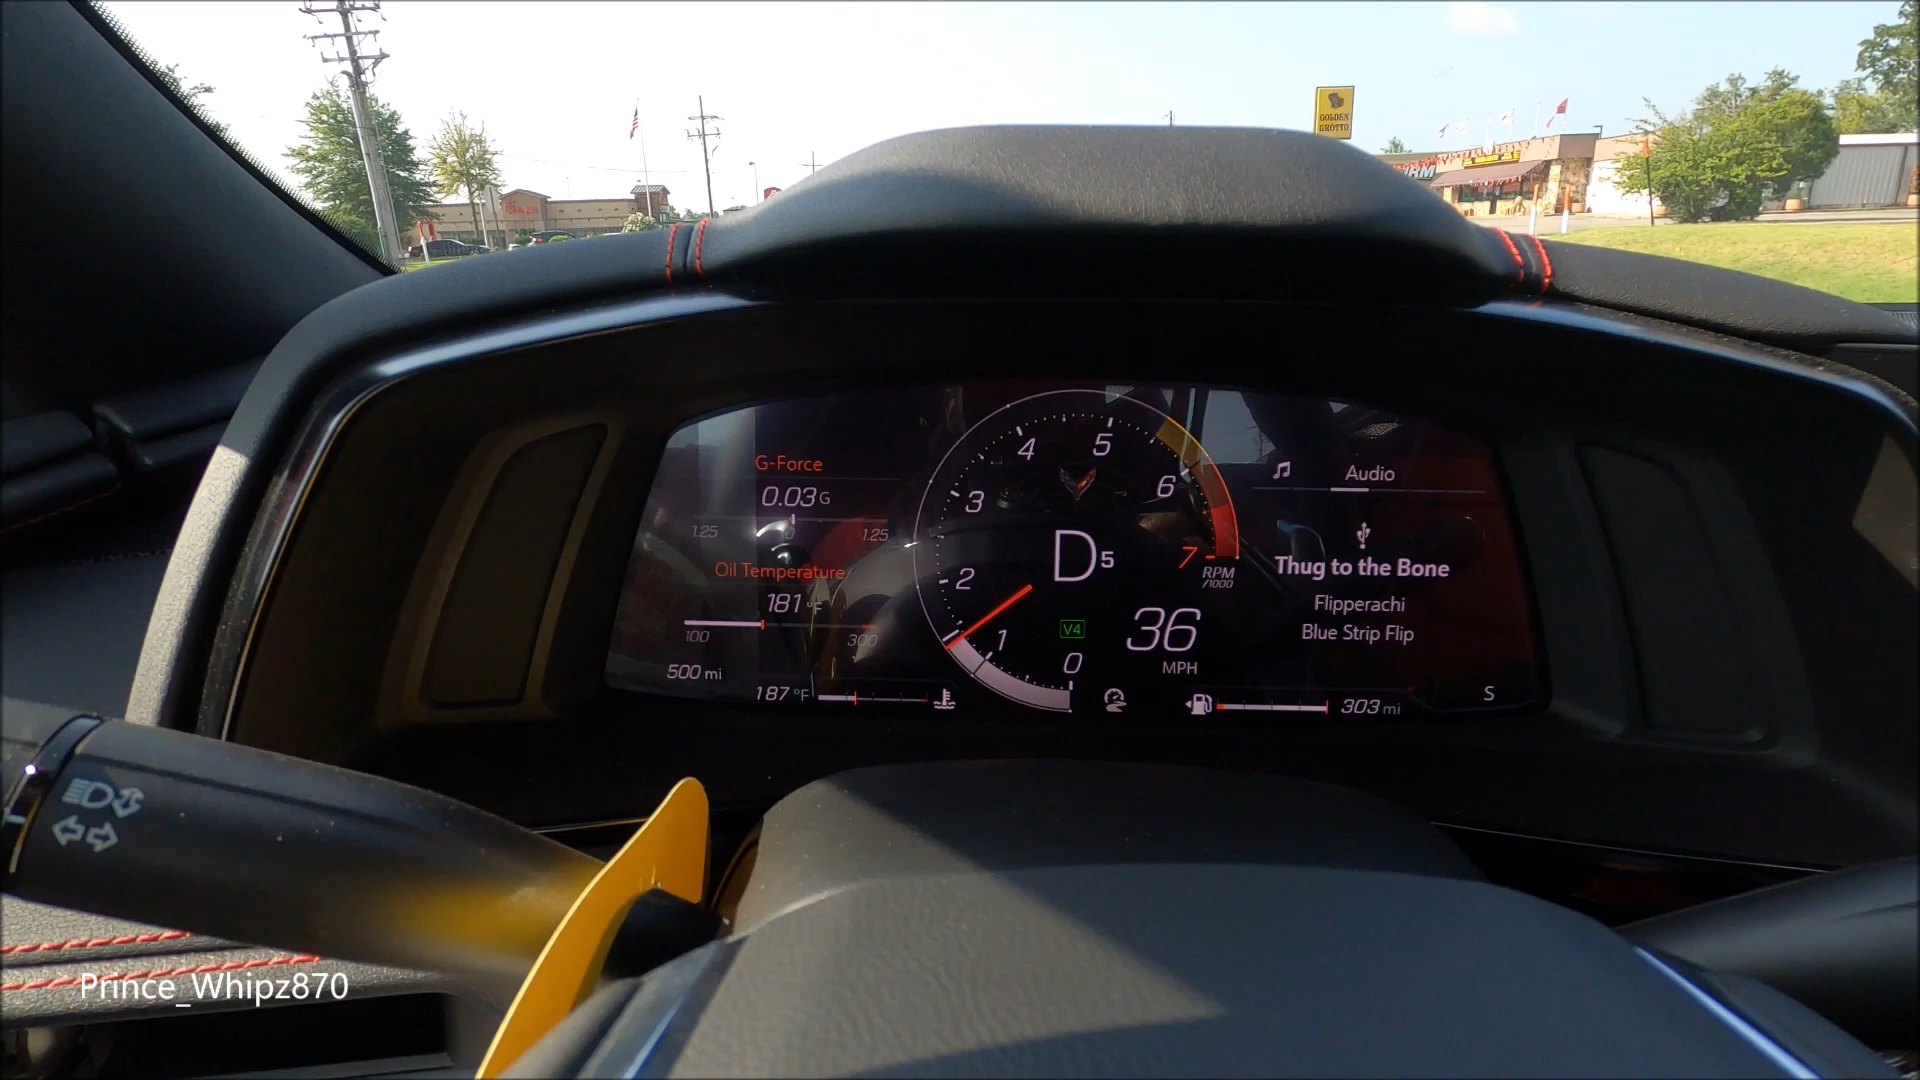 GOLDEN
GROTTO
G-Force
0.03 G
1.25
0
1.25
Oil Temperature
181 °F
100
300
500 mi
187 °F
0
1
2
3
4
5
6
7
RPM
/1000
D5
V4
36
MPH
Audio
Thug to the Bone
Flipperachi
Blue Strip Flip
303 mi
S
Prince_Whipz870